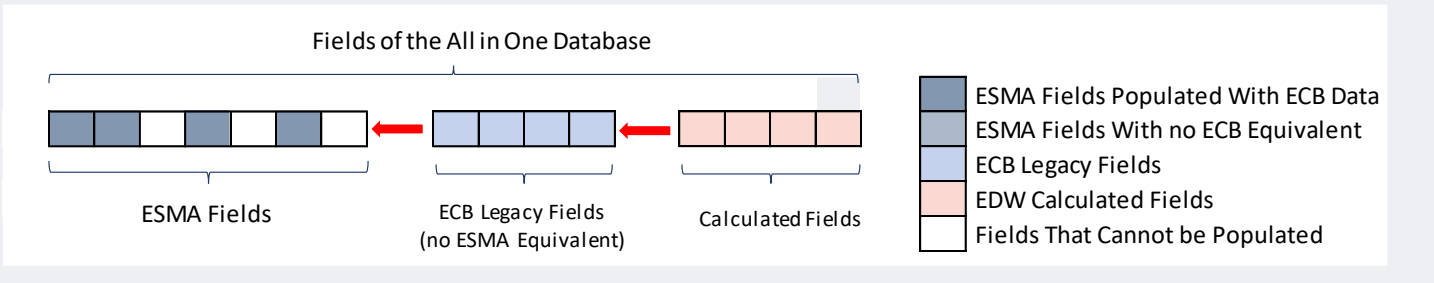 Fields of the All in One Database
ESMA Fields
ECB Legacy Fields
(no ESMA Equivalent)
Calculated Fields
ESMA Fields Populated With ECB Data
ESMA Fields With no ECB Equivalent
ECB Legacy Fields
EDW Calculated Fields
Fields That Cannot be Populated